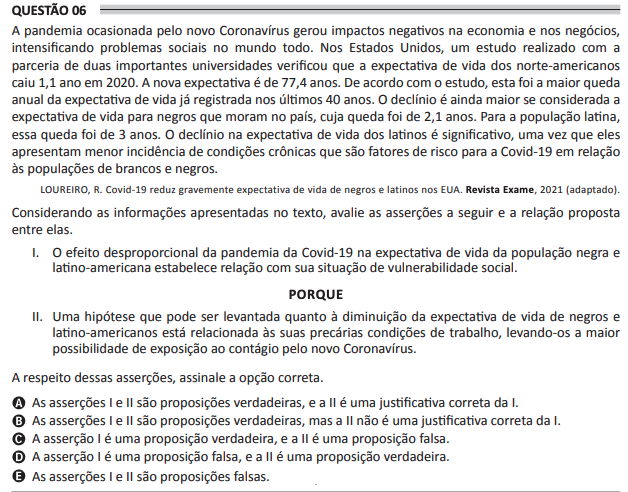 QUESTÃO 06
A pandemia ocasionada pelo novo Coronavírus gerou impactos negativos na economia e nos negócios,
intensificando problemas sociais no mundo todo. Nos Estados Unidos, um estudo realizado com a
parceria de duas importantes universidades verificou que a expectativa de vida dos norte-americanos
caiu 1,1 ano em 2020. A nova expectativa é de 77,4 anos. De acordo com o estudo, esta foi a maior queda
anual da expectativa de vida já registrada nos últimos 40 anos. O declínio é ainda maior se considerada a
expectativa de vida para negros que moram no país, cuja queda foi de 2,1 anos. Para a população latina,
essa queda foi de 3 anos. O declínio na expectativa de vida dos latinos é significativo, uma vez que eles
apresentam menor incidência de condições crônicas que são fatores de risco para a Covid-19 em relação
às populações de brancos e negros.
LOUREIRO, R. Covid-19 reduz gravemente expectativa de vida de negros e latinos nos EUA. Revista Exame, 2021 (adaptado).
Considerando as informações apresentadas no texto, avalie as asserções a seguir e a relação proposta
entre elas.
I. O efeito desproporcional da pandemia da Covid-19 na expectativa de vida da população negra e
latino-americana estabelece relação com sua situação de vulnerabilidade social.
PORQUE
II. Uma hipótese que pode ser levantada quanto à diminuição da expectativa de vida de negros e
latino-americanos está relacionada às suas precárias condições de trabalho, levando-os a maior
possibilidade de exposição ao contágio pelo novo Coronavírus.
A respeito dessas asserções, assinale a opção correta.
A As asserções I e II são proposições verdadeiras, e a II é uma justificativa correta da I.
B As asserções I e II são proposições verdadeiras, mas a II não é uma justificativa correta da I.
C A asserção I é uma proposição verdadeira, e a II é uma proposição falsa.
D A asserção I é uma proposição falsa, e a II é uma proposição verdadeira.
E As asserções I e II são proposições falsas.